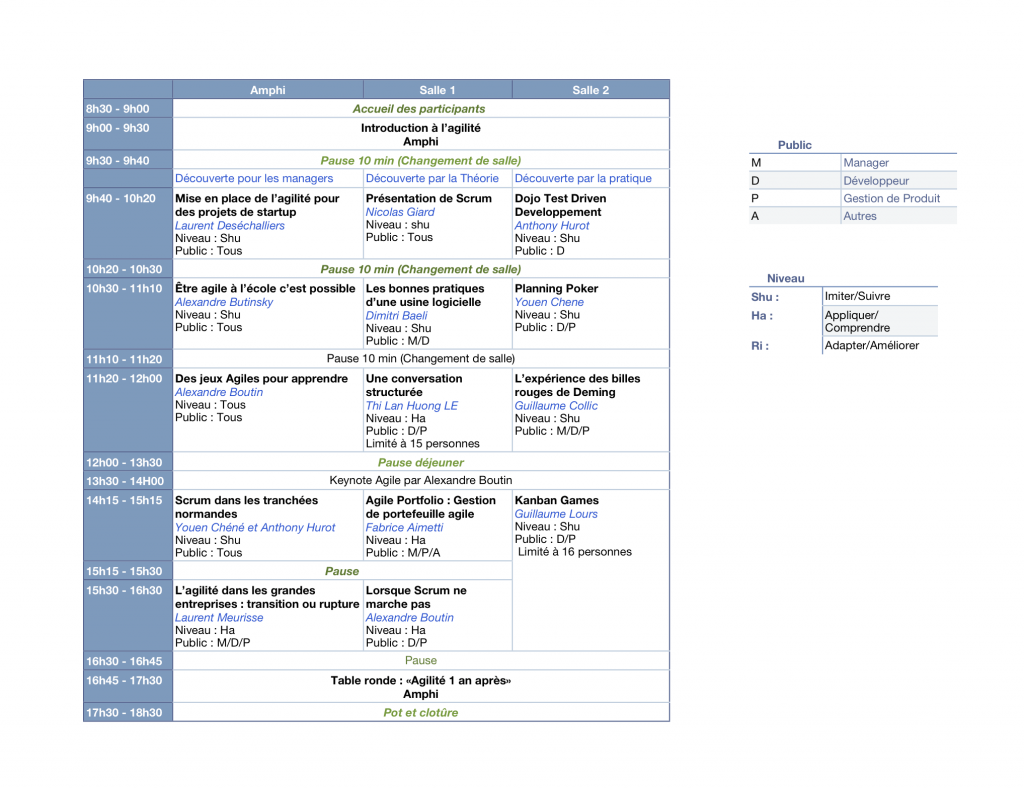 Amphi Salle 1 Salle 2
8h30 - 9h00 Accueil des participants
9h00 - 9h30 Introduction à l'agilité
Amphi
9h30 - 9h40 Pause 10 min (Changement de salle)
Découverte pour les managers Découverte par la Théorie Découverte par la pratique
9h40 - 10h20
Mise en place de l'agilité pour
des projets de startup
Laurent Deséchalliers
Niveau : Shu
Public : Tous
Présentation de Scrum
Nicolas Giard
Niveau : shu
Public : Tous
Dojo Test Driven
Developpement
Anthony Hurot
Niveau : Shu
Public : D
10h20 - 10h30 Pause 10 min (Changement de salle)
10h30 - 11h10
Être agile à l'école c'est possible
Alexandre Butinsky
Niveau : Shu
Public : Tous
Les bonnes pratiques
d'une usine logicielle
Dimitri Baeli
Niveau : Shu
Public : M/D
Planning Poker
Youen Chene
Niveau : Shu
Public : D/P
11h10 - 11h20 Pause 10 min (Changement de salle)
11h20 - 12h00
Des jeux Agiles pour apprendre
Alexandre Boutin
Niveau : Tous
Public : Tous
Une conversation
structurée
Thi Lan Huong LE
Niveau : Ha
Public : D/P
Limité à 15 personnes
L'expérience des billes
rouges de Deming
Guillaume Collic
Niveau : Shu
Public : M/D/P
12h00 - 13h30 Pause déjeuner
13h30 - 14H00 Keynote Agile par Alexandre Boutin
14h15 - 15h15
Scrum dans les tranchées
normandes
Youen Chéné et Anthony Hurot
Niveau : Shu
Public : Tous
Agile Portfolio : Gestion
de portefeuille agile
Fabrice Aimetti
Niveau : Ha
Public : M/P/A
Kanban Games
Guillaume Lours
Niveau : Shu
Public : D/P
Limité à 16 personnes
15h15 - 15h30 Pause
15h30 - 16h30
L'agilité dans les grandes
entreprises : transition ou rupture
Laurent Meurisse
Niveau : Ha
Public : M/D/P
Lorsque Scrum ne
marche pas
Alexandre Boutin
Niveau : Ha
Public : D/P
16h30 - 16h45 Pause
16h45 - 17h30 Table ronde : «Agilité 1 an après»
Amphi
17h30 - 18h30 Pot et clotûre
Public
M Manager
D Développeur
P Gestion de Produit
A Autres
Niveau
Shu : Imiter/Suivre
Ha : Appliquer/
Comprendre
Ri : Adapter/Améliorer